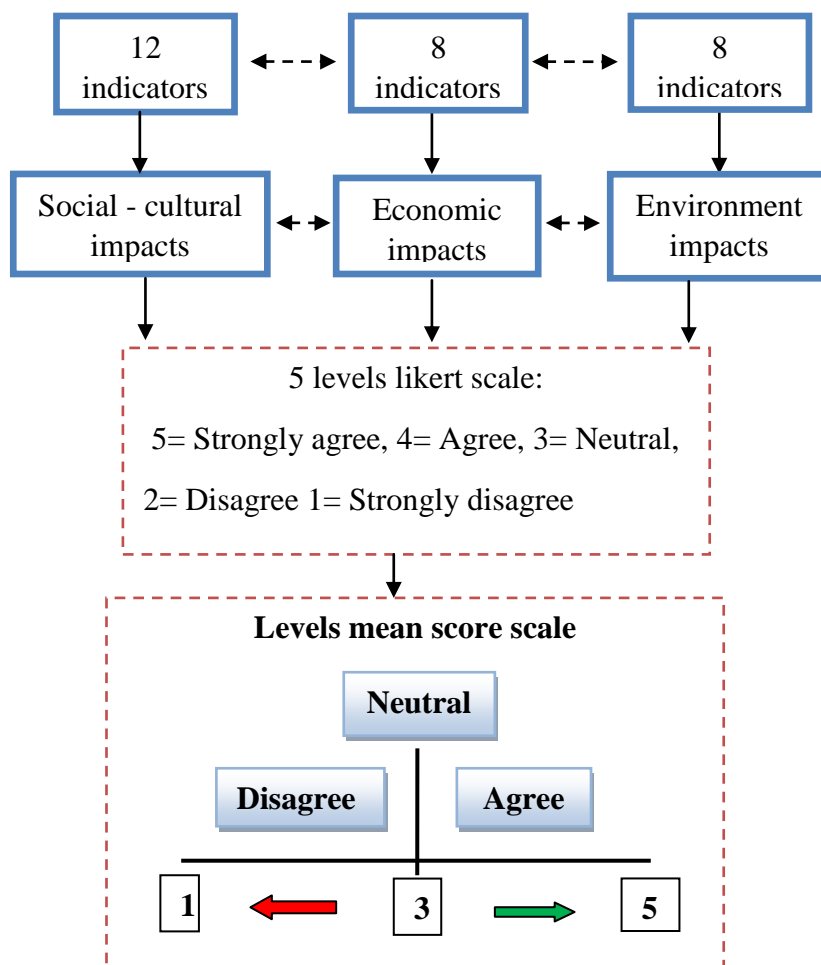 12
indicators
8
indicators
8
indicators
Social - cultural
impacts
Economic
impacts
Environment
impacts
5 levels likert scale:
5= Strongly agree, 4= Agree, 3= Neutral,
2= Disagree 1= Strongly disagree
Levels mean score scale
Neutral
Disagree
Agree
1
3
5